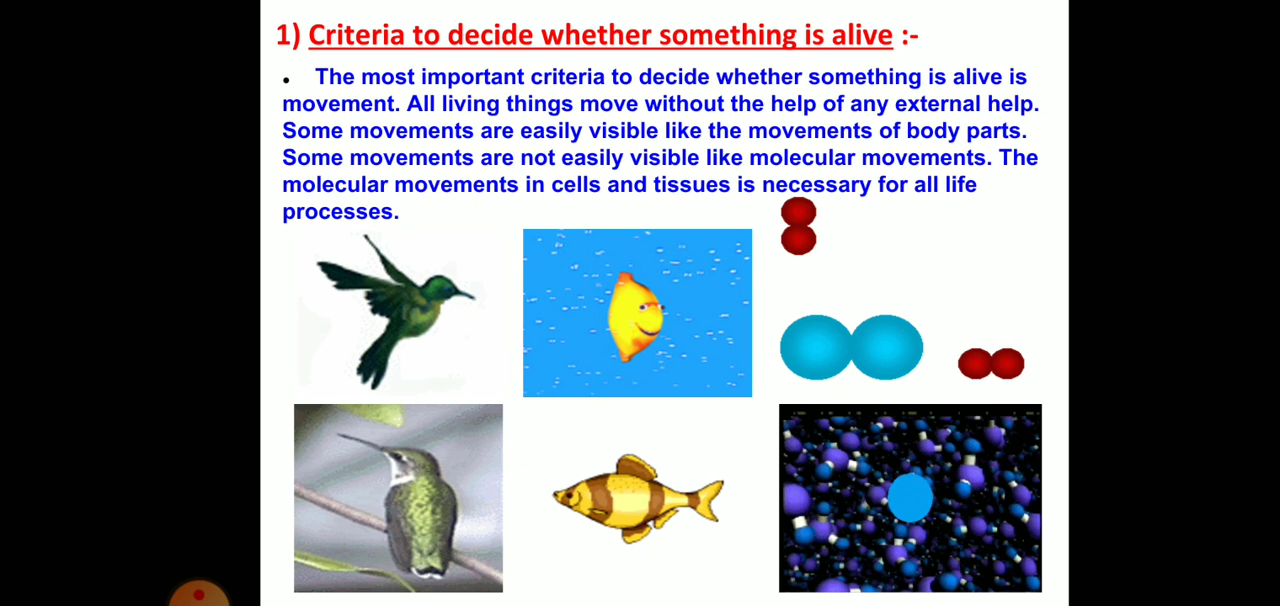 1) Criteria to decide whether something is alive :-
• The most important criteria to decide whether something is alive is
movement. All living things move without the help of any external help.
Some movements are easily visible like the movements of body parts.
Some movements are not easily visible like molecular movements. The
molecular movements in cells and tissues is necessary for all life
processes.